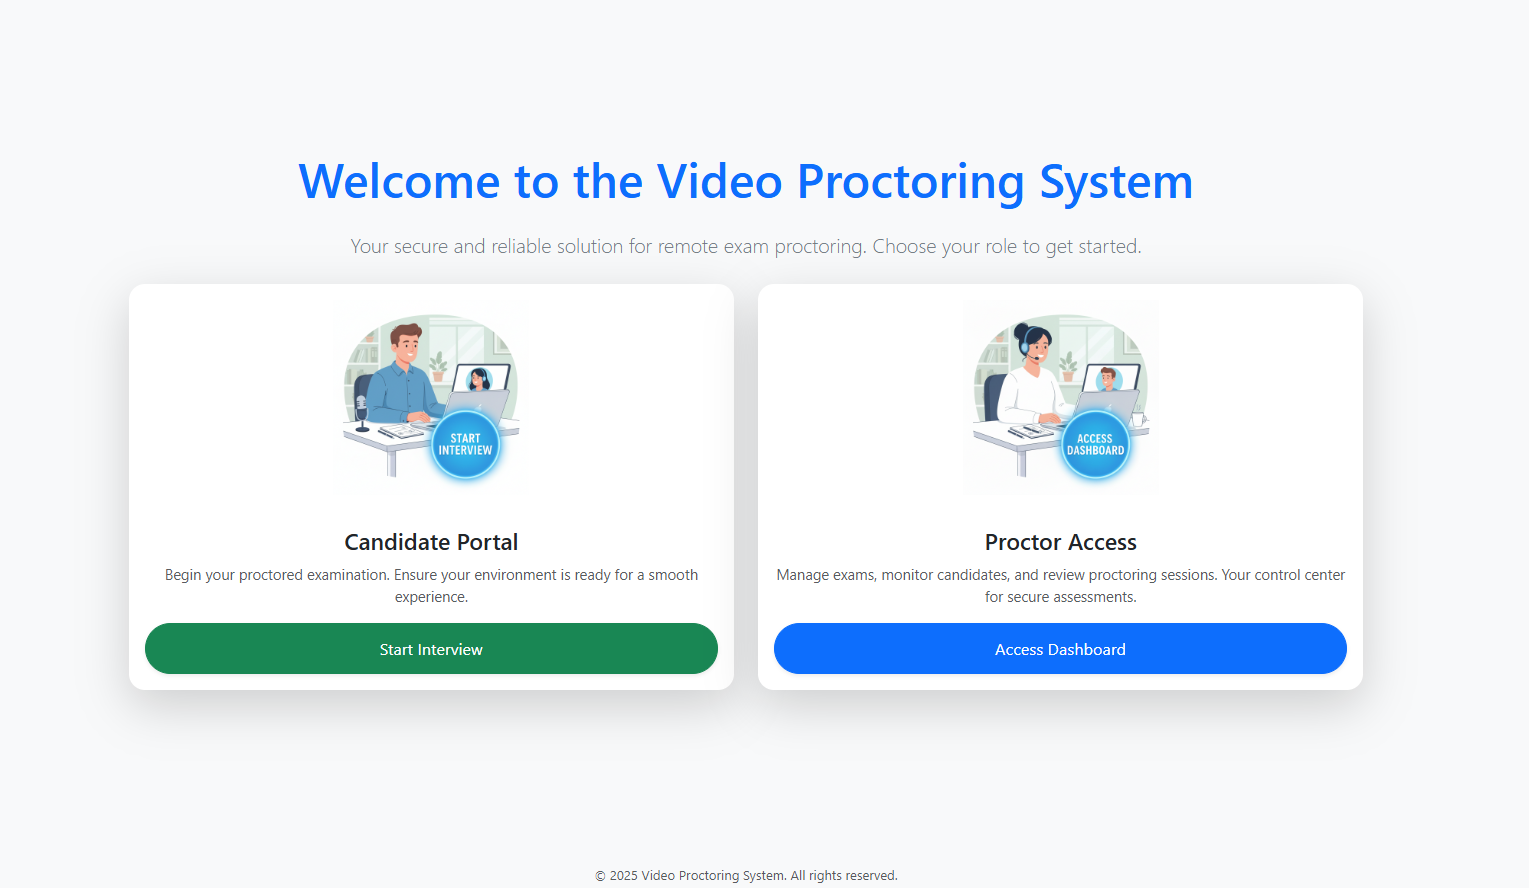 Welcome to the Video Proctoring System
Your secure and reliable solution for remote exam proctoring. Choose your role to get started.
START
INTERVIEW
Candidate Portal
Begin your proctored examination. Ensure your environment is ready for a smooth
experience.
Start Interview
ACCESS
DASHBOARD
Proctor Access
Manage exams, monitor candidates, and review proctoring sessions. Your control center
for secure assessments.
Access Dashboard
© 2025 Video Proctoring System. All rights reserved.